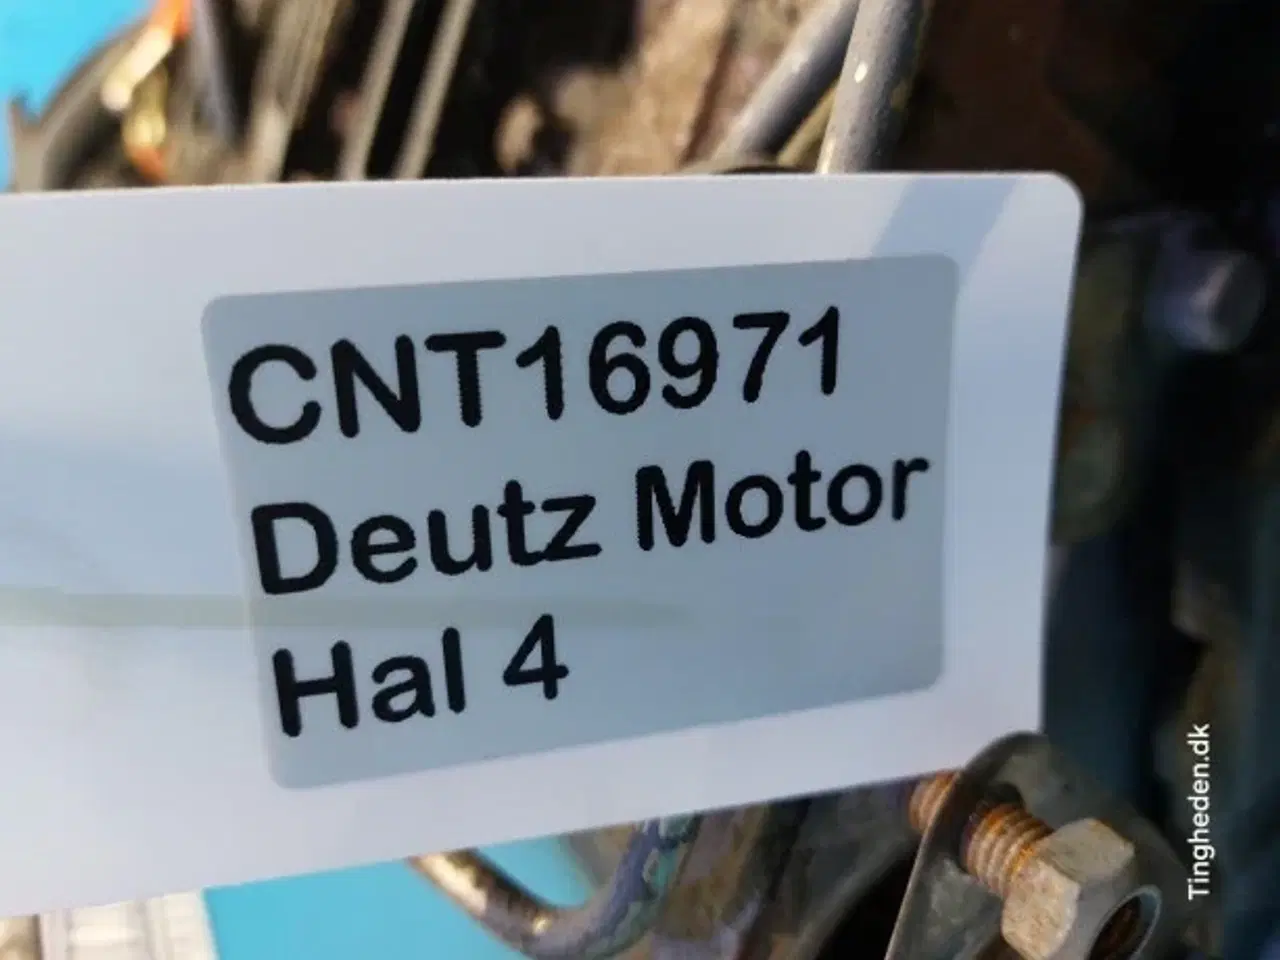 CNT16971
Deutz Motor
Hal 4
Tingheden.dk